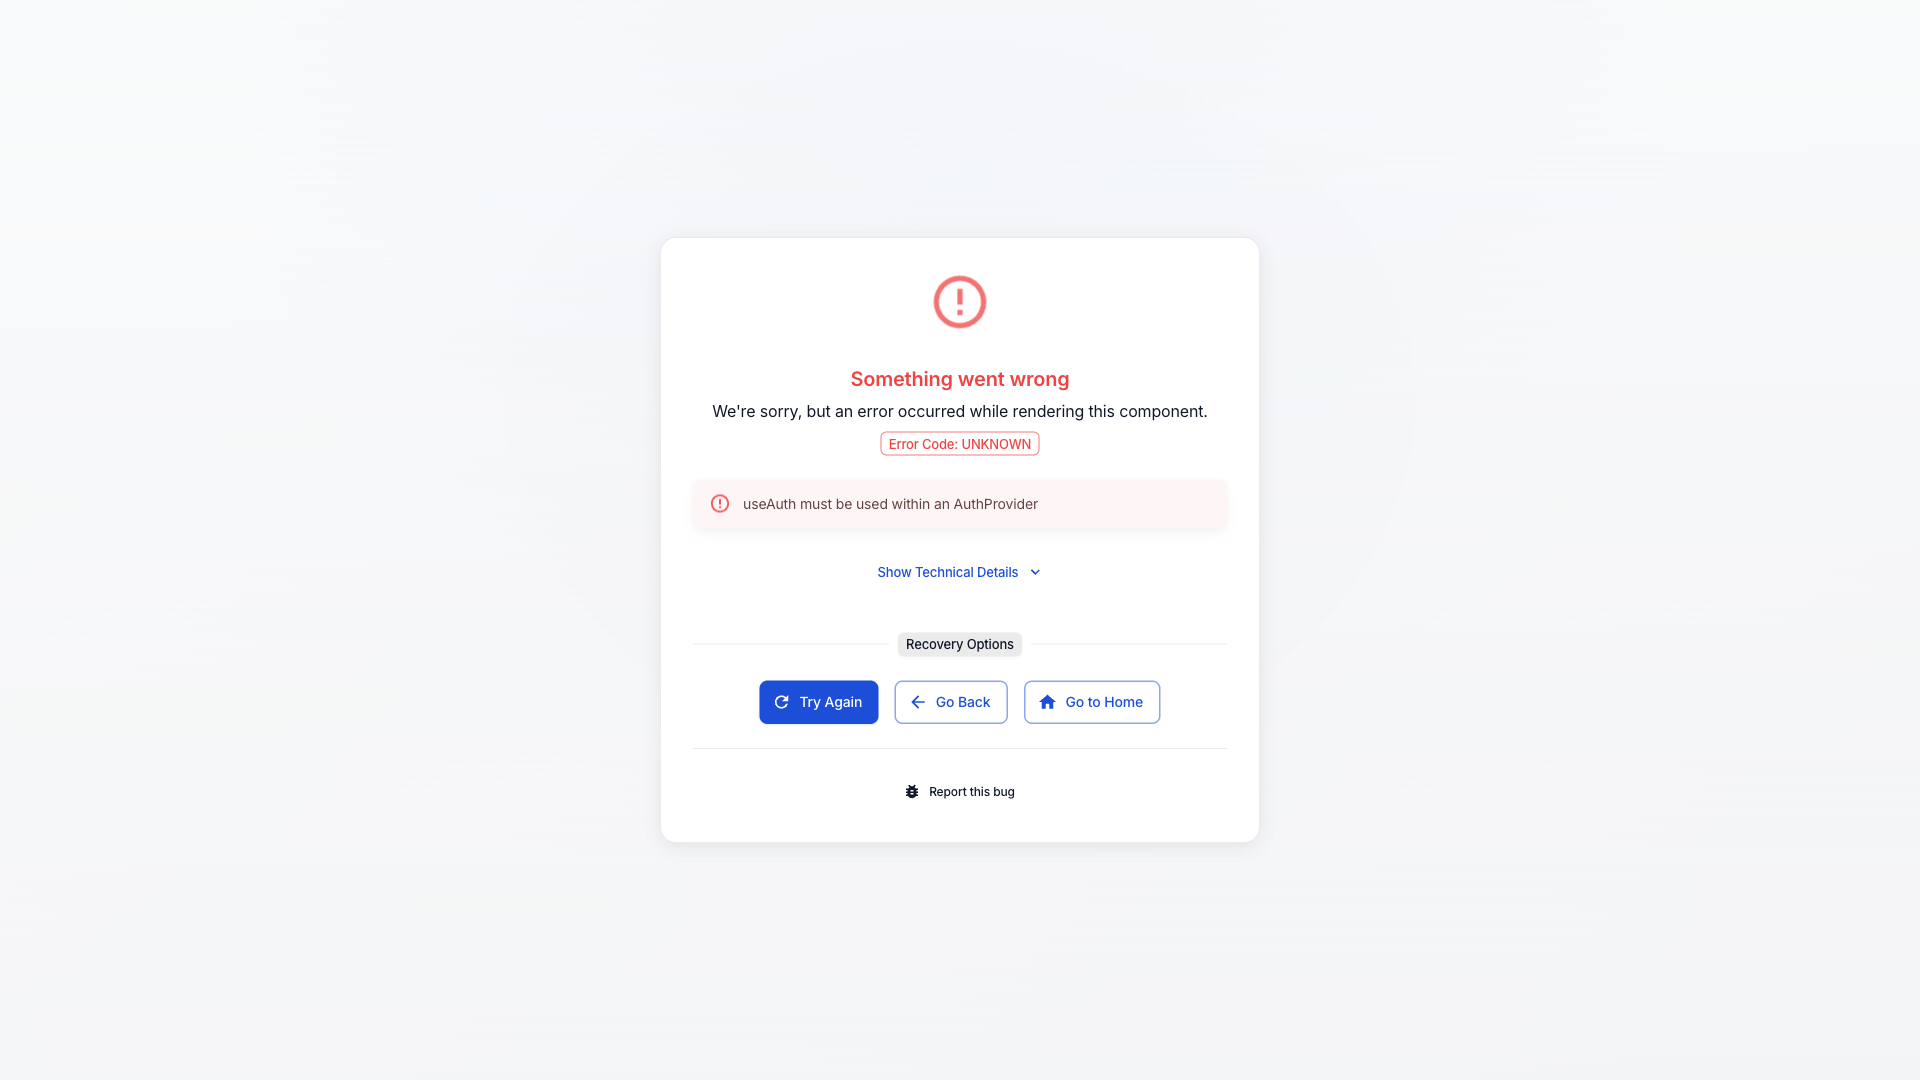 Something went wrong
We're sorry, but an error occurred while rendering this component.
Error Code: UNKNOWN
useAuth must be used within an AuthProvider
Show Technical Details
Recovery Options
Try Again
Go Back
Go to Home
Report this bug